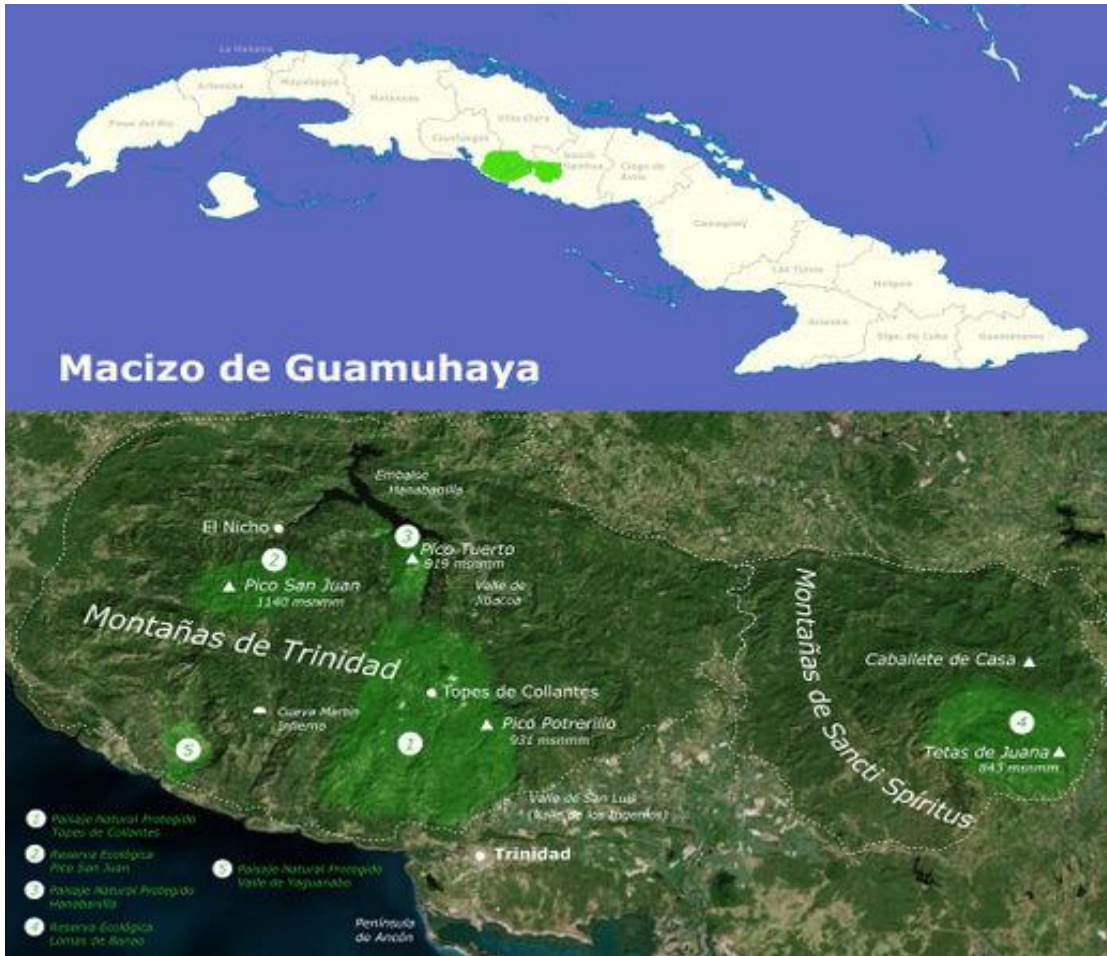 La Habana
Artemisa
Mayabeque
Matanzas
Pinar del Río
Cienfuegos
Villa Clara
Sancti
Spíritus
Ciego de
Ávila
Camagüey
Las Tunas
Holguín
Granma
Stgo. de Cuba
Guantánamo
Macizo de Guamuhaya
Embalse
Hanabanilla
El Nicho
3
2
Pico Tuerto
919 msnmm
Pico San Juan
1140 msnmm
Valle de
Jibacoa
Montañas de Trinidad
Montañas de Sancti Spíritus
Caballete de Casa
Topes de Collantes
Cueva Martín
Infierno
Pico Potrerillo
931 msnmm
5
1
4
Tetas de Juana
843 msnmm
Valle de San Luis
(Valle de los Ingenios)
Trinidad
1 Paisaje Natural Protegido
Topes de Collantes
2 Reserva Ecológica
Pico San Juan
3 Paisaje Natural Protegido
Hanabanilla
4 Reserva Ecológica
Lomas de Banao
5 Paisaje Natural Protegido
Valle de Yaguanabo
Península
de Ancón